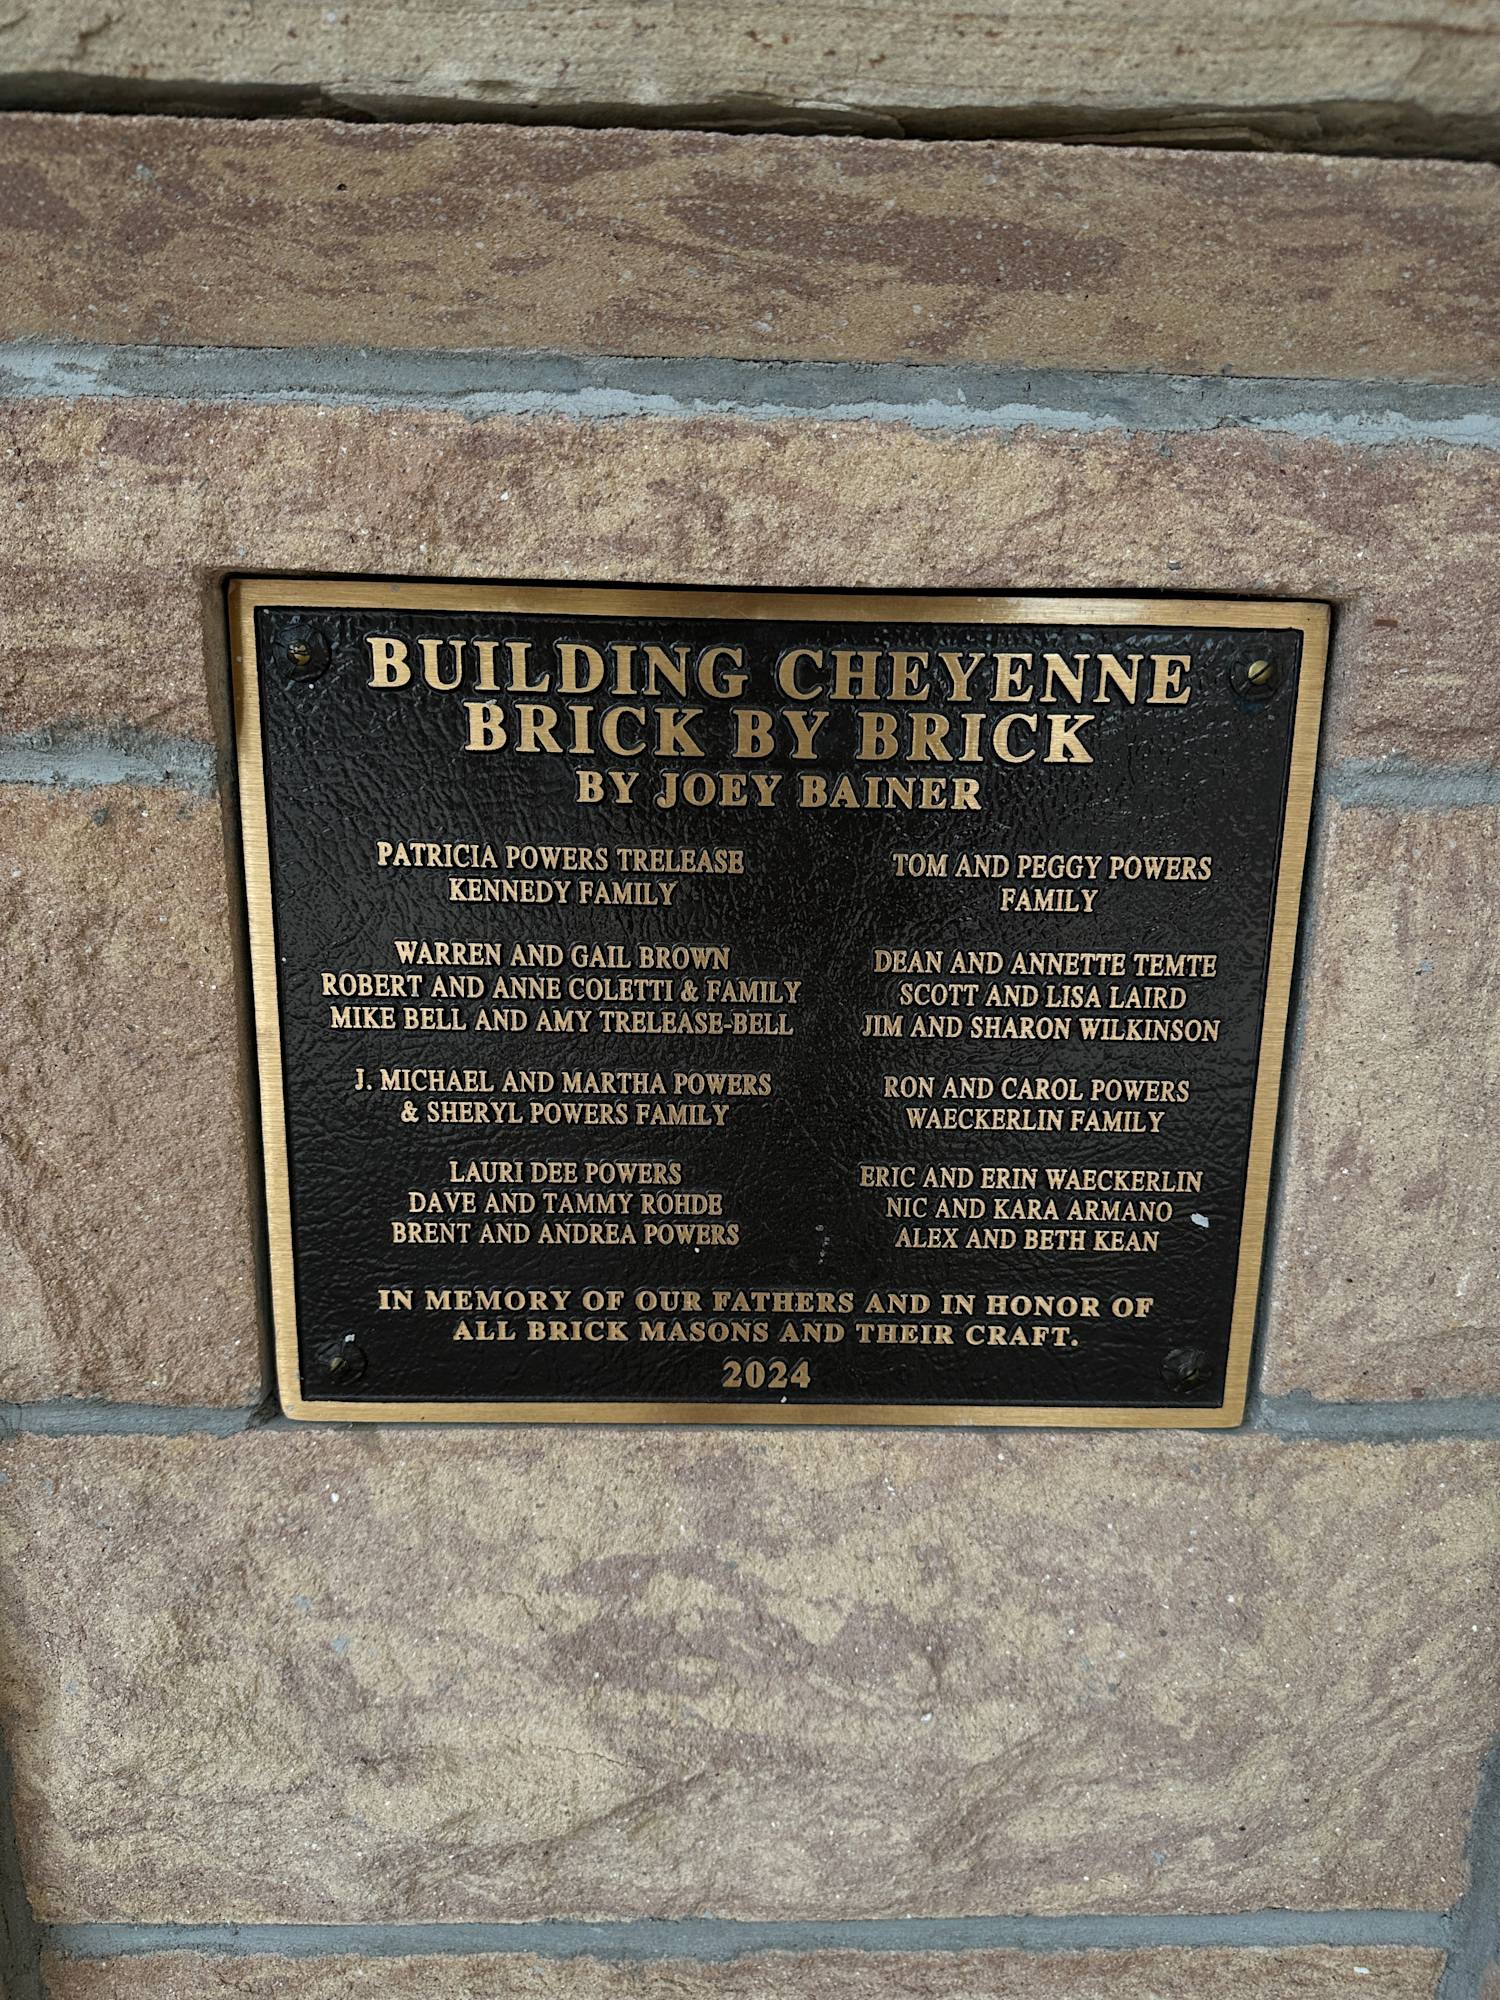 BUILDING CHEYENNE
BRICK BY BRICK
BY JOEY BAINER
PATRICIA POWERS TRELEASE
KENNEDY FAMILY
WARREN AND GAIL BROWN
ROBERT AND ANNE COLETTI & FAMILY
MIKE BELL AND AMY TRELEASE-BELL
J. MICHAEL AND MARTHA POWERS
& SHERYL POWERS FAMILY
LAURI DEE POWERS
DAVE AND TAMMY ROHDE
BRENT AND ANDREA POWERS
TOM AND PEGGY POWERS
FAMILY
DEAN AND ANNETTE TEMTE
SCOTT AND LISA LAIRD
JIM AND SHARON WILKINSON
RON AND CAROL POWERS
WAECKERLIN FAMILY
ERIC AND ERIN WAECKERLIN
NIC AND KARA ARMANO
ALEX AND BETH KEAN
IN MEMORY OF OUR FATHERS AND IN HONOR OF
ALL BRICK MASONS AND THEIR CRAFT.
2024